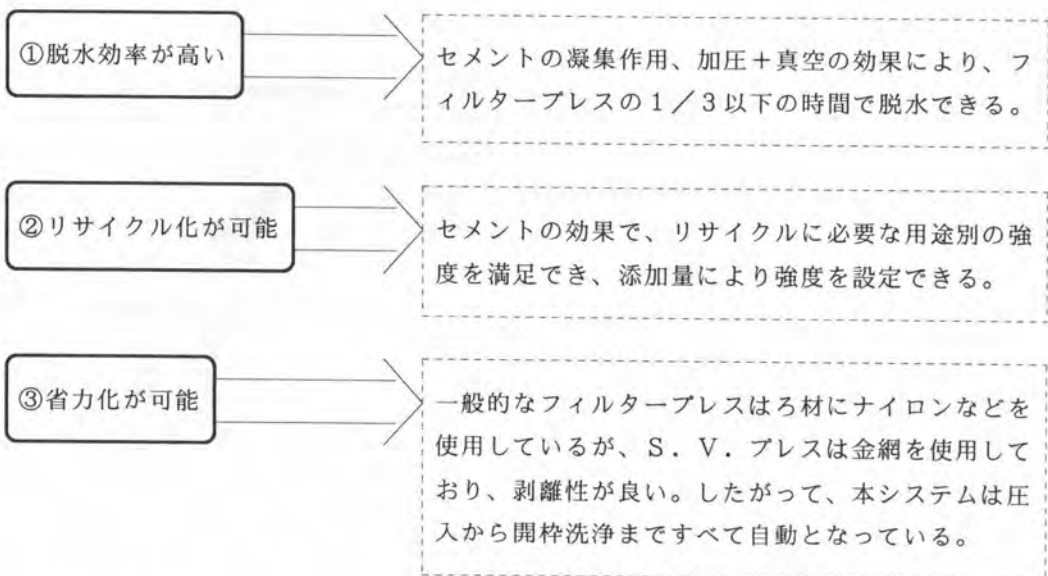 ①脱水効率が高い
セメントの凝集作用、加圧+真空の効果により、フ
ィルタープレスの1/3以下の時間で脱水できる。
②リサイクル化が可能
セメントの効果で、リサイクルに必要な用途別の強
度を満足でき、添加量により強度を設定できる。
③省力化が可能
一般的なフィルタープレスはろ材にナイロンなどを
使用しているが、S.V.プレスは金網を使用して
おり、剥離性が良い。したがって、本システムは圧
入から開枠洗浄まですべて自動となっている。